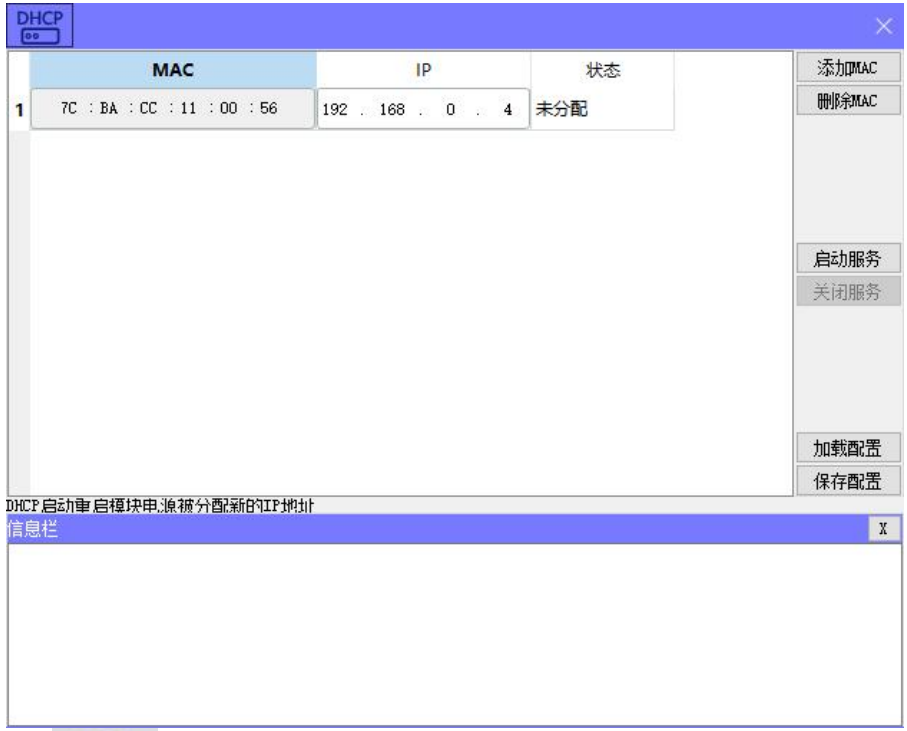 DHCP
MAC IP 状态
1 7C : BA : CC : 11 : 00 : 56 192 . 168 . 0 . 4 未分配
添加MAC
删除MAC
启动服务
关闭服务
加载配置
保存配置
DHCP启动重启模块电源被分配新的IP地址
信息栏 X